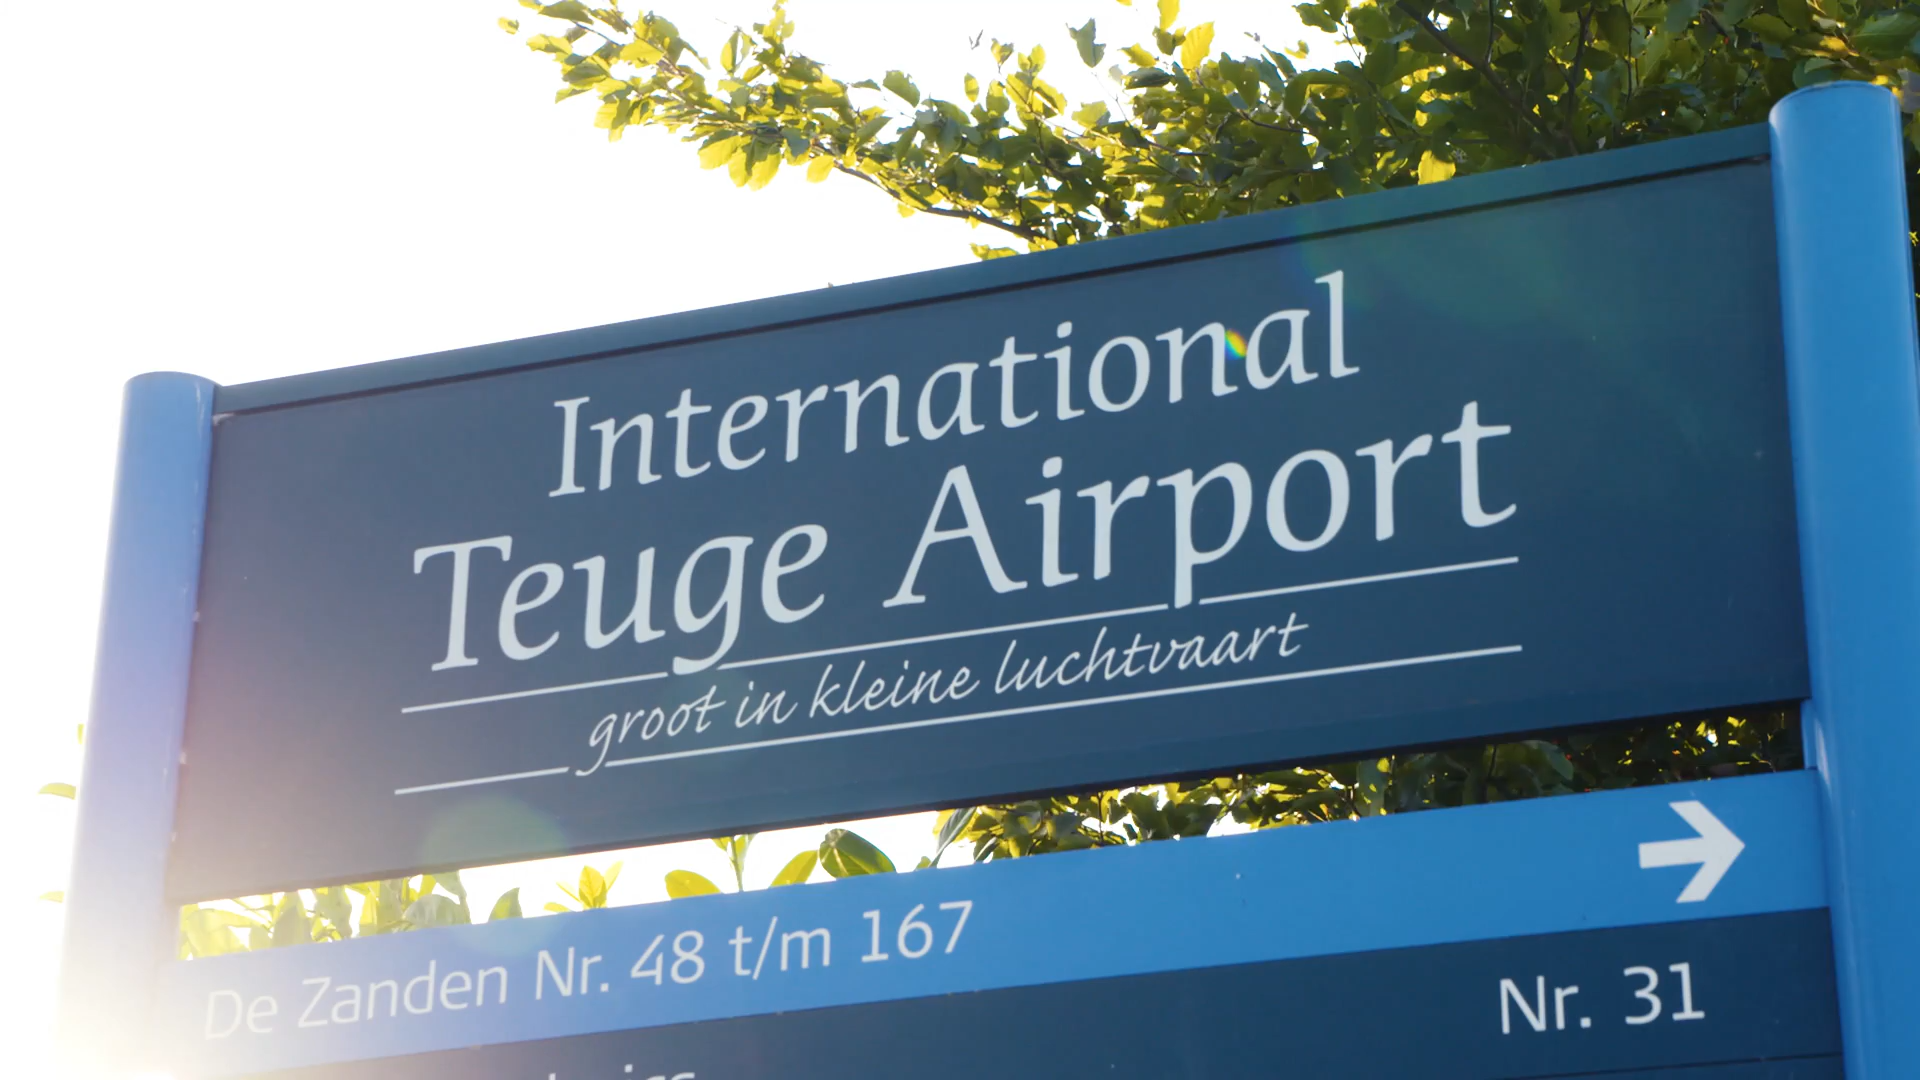 International
Teuge Airport
groot in kleine luchtvaart
De Zanden Nr. 48 t/m 167
Nr. 31